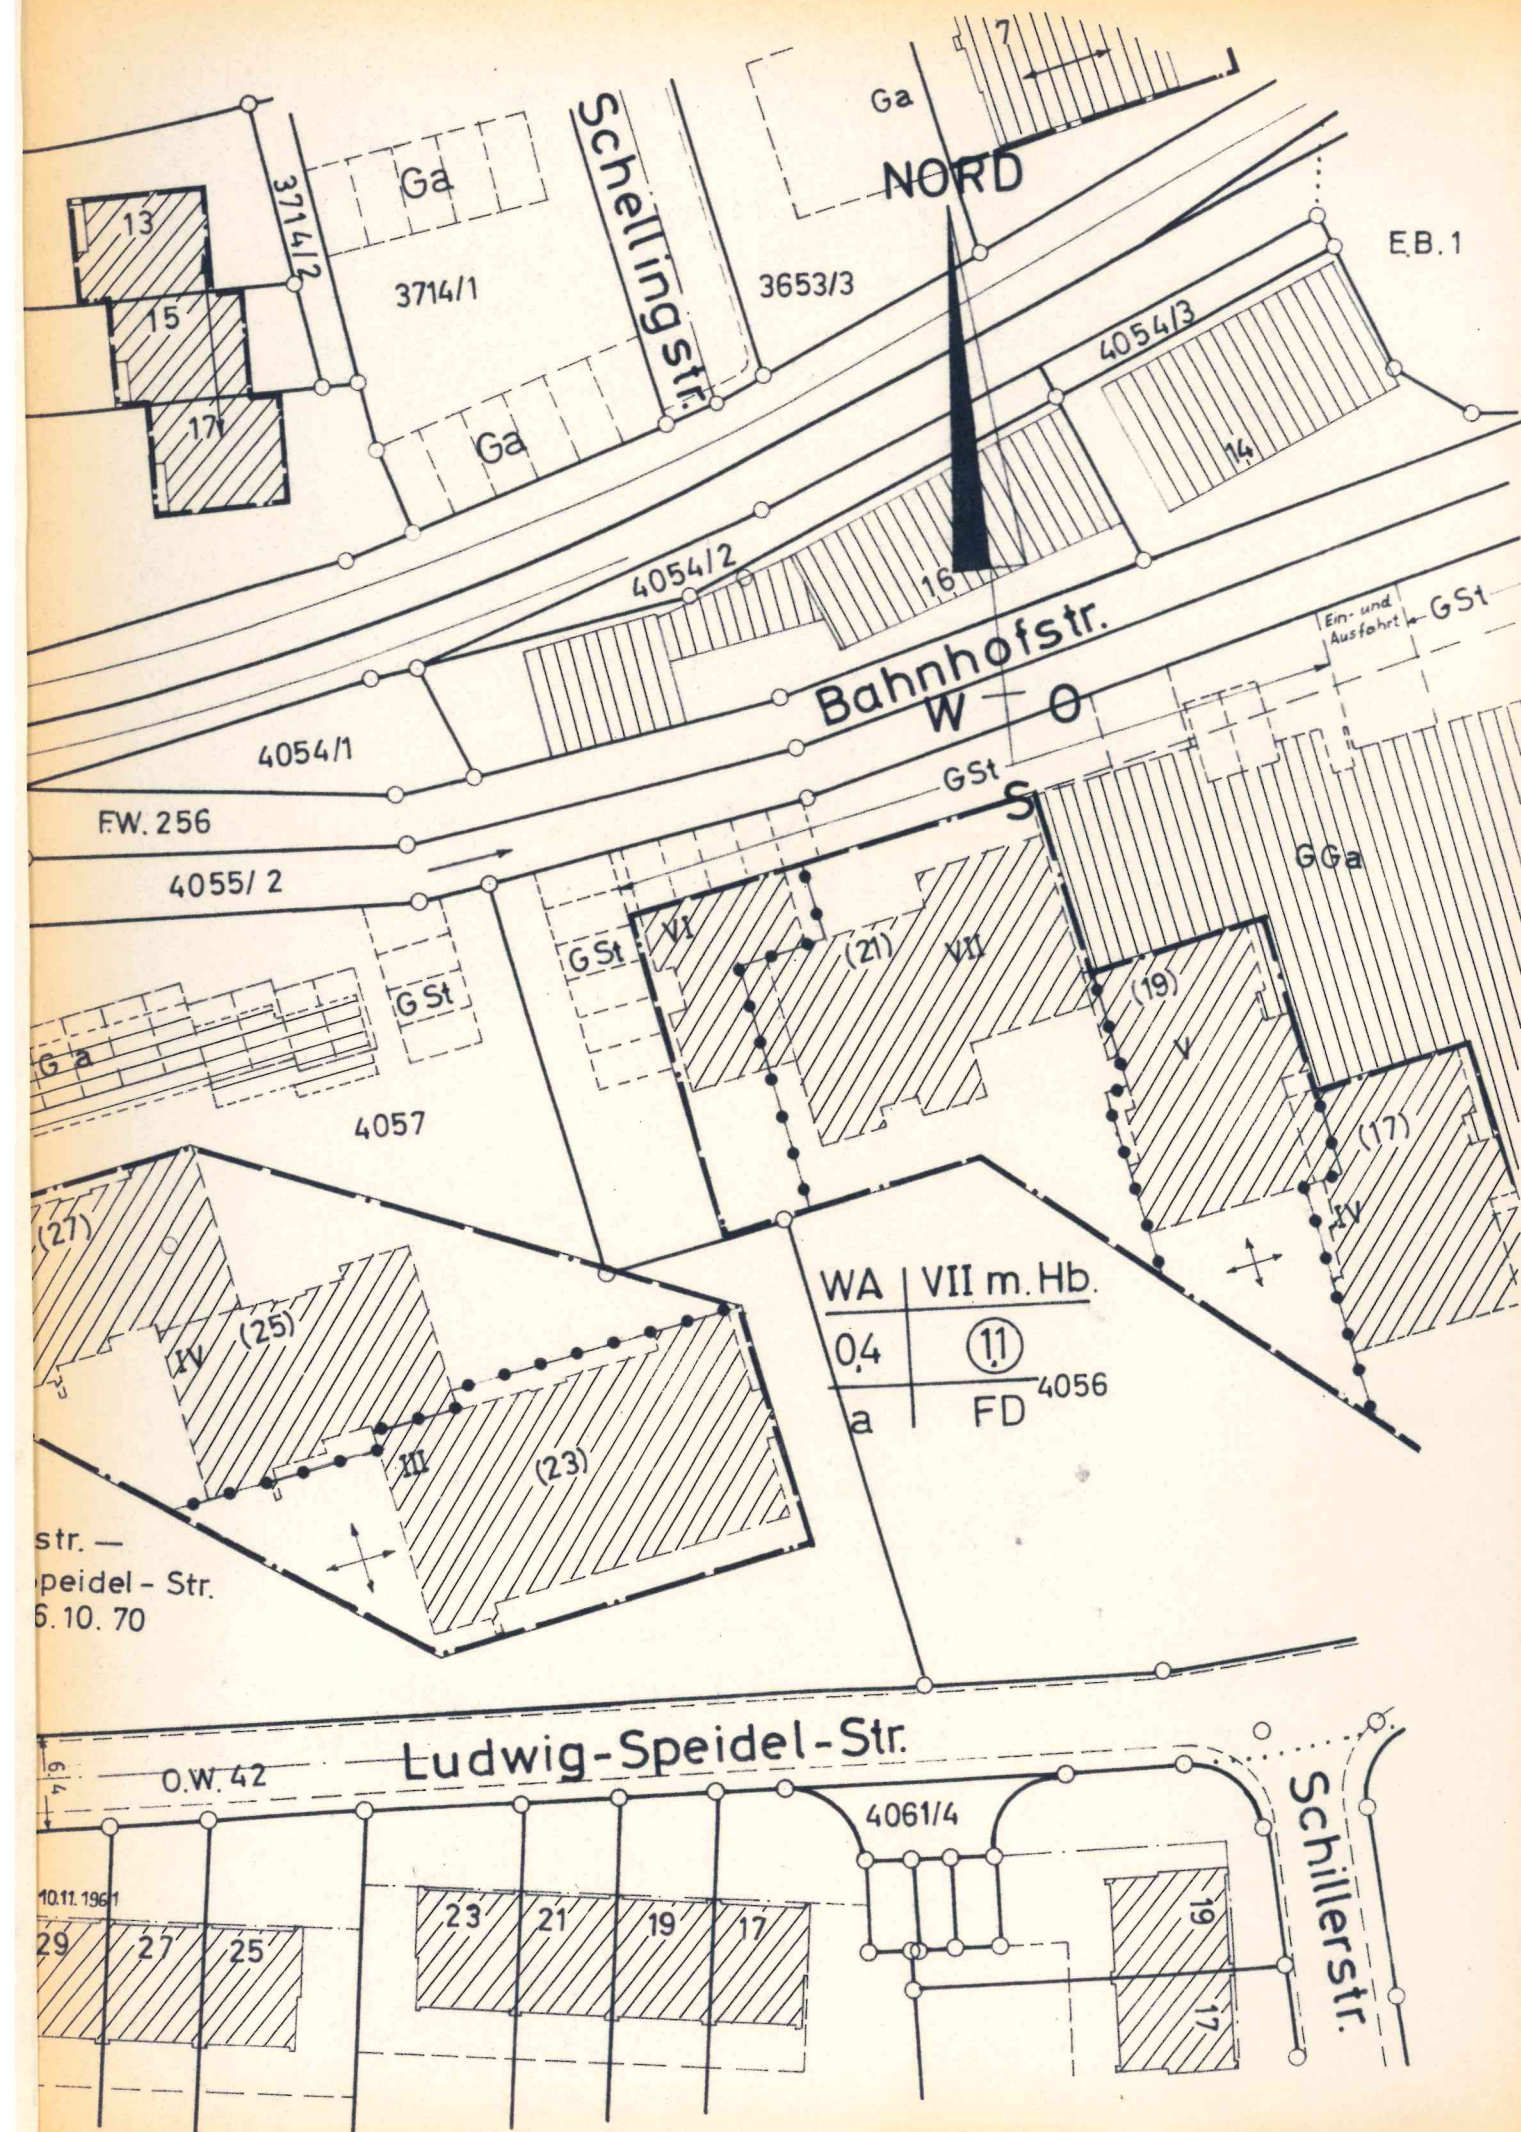 7
Ga
NORD
Schellingstr.
Ga
3714/2
13
3714/1
3653/3
E.B. 1
15
4054/3
17
Ga
14
4054/2
16
Bahnhofstr.
Ein- und
Ausfahrt
GSt
W – O
4054/1
GSt
S
F.W. 256
4055/2
GGa
VI
(21)
VII
GSt
(19)
GSt
V
Ga
4057
(17)
(27)
IV
WA
VII m. Hb.
(25)
IV
0,4
1,1
4056
a
FD
III
(23)
str. —
peidel - Str.
6. 10. 70
Ludwig-Speidel-Str.
6.4
O.W. 42
4061/4
Schillerstr.
10.11.1961
29
27
25
23
21
19
17
19
17